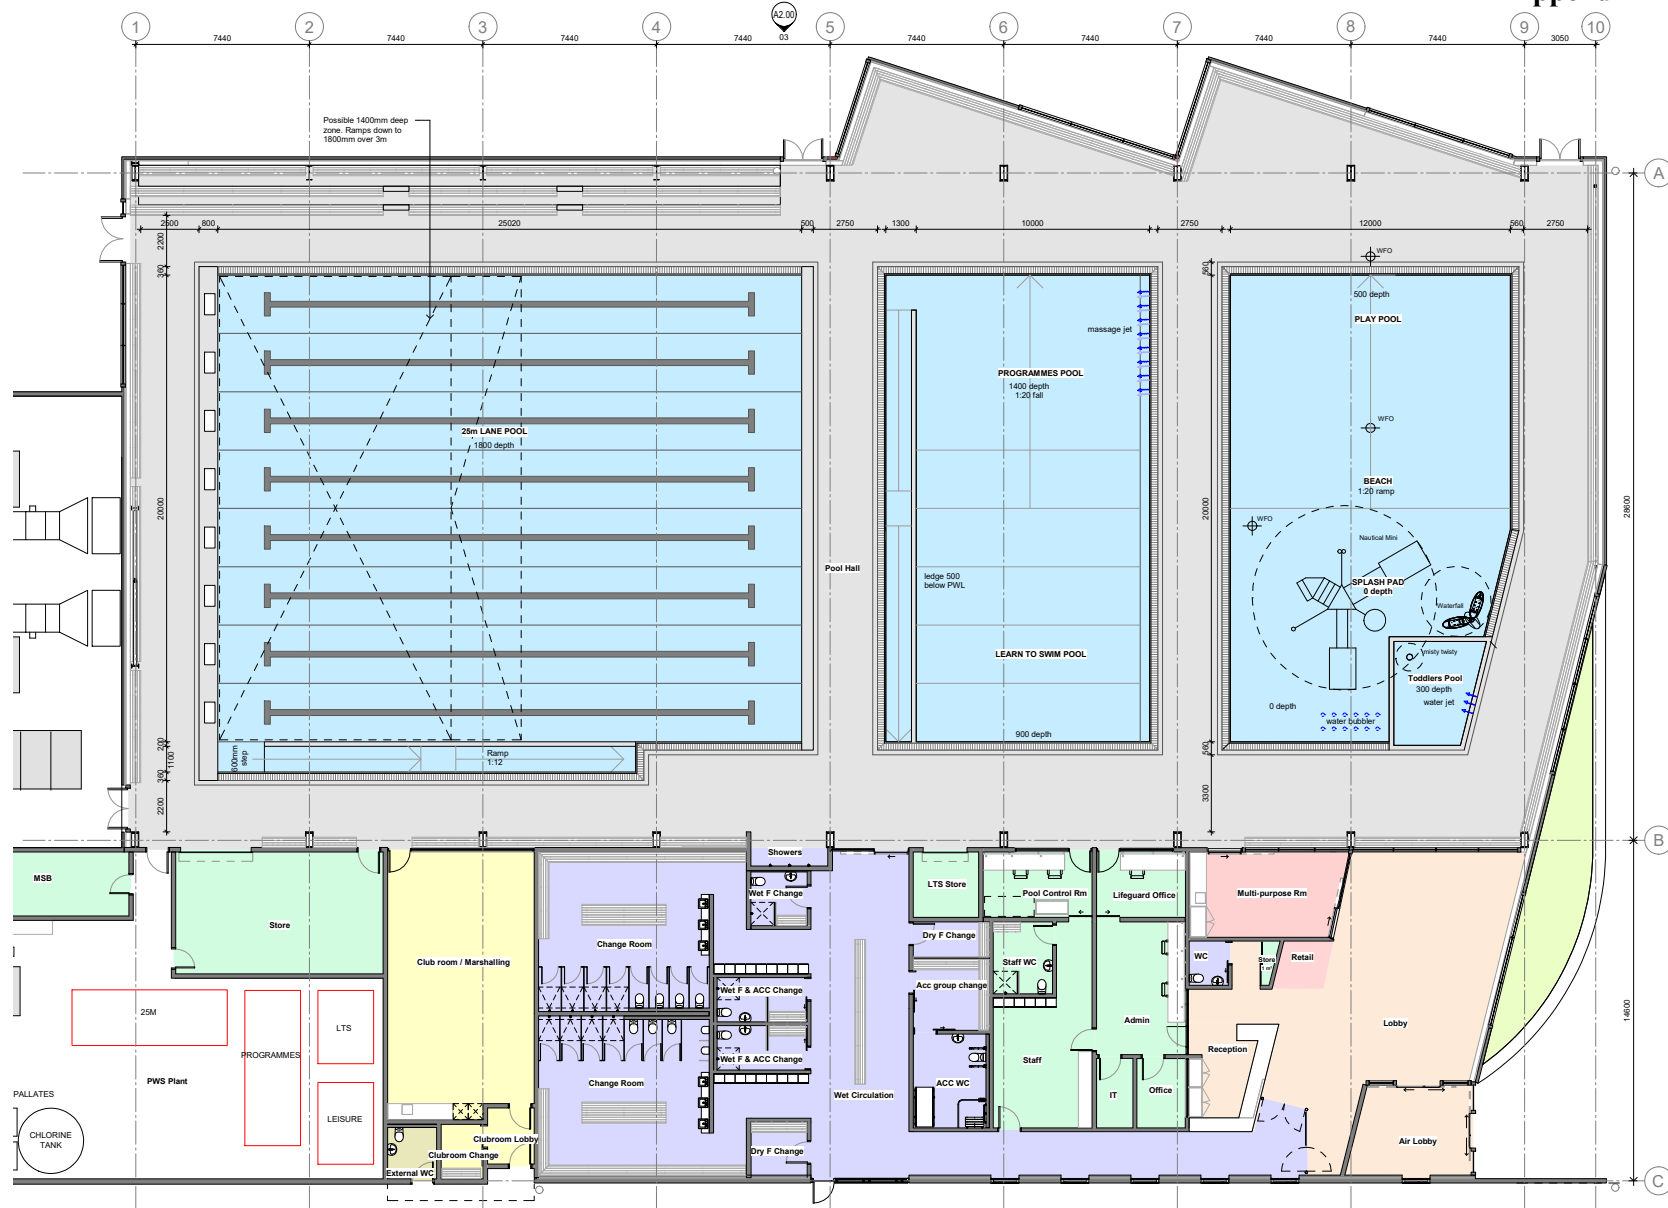 1 2 3 4 A2.00 5 6 7 8 9 10
7440 7440 7440 7440 03 7440 7440 7440 7440 3050
Possible 1400mm deep
zone. Ramps down to
1800mm over 3m
A
2500 800 25020 500 2750 1300 10000 2750 12000 560 2750
2200
360
560
WFO
500 depth
PLAY POOL
massage jet
PROGRAMMES POOL
1400 depth
1:20 fall
25m LANE POOL
1800 depth
WFO
BEACH
1:20 ramp
20000
20000
28600
WFO
Nautical Mini
Pool Hall
ledge 500
below PWL
SPLASH PAD
0 depth
Waterfall
LEARN TO SWIM POOL
misty twisty
Toddlers Pool
300 depth
water jet
0 depth
water bubbler
900 depth
200
1100
360
2200
600mm
step
Ramp
1:12
560
3300
B
MSB
Store
Club room / Marshalling
Showers
Wet F Change
Change Room
LTS Store
Pool Control Rm
Lifeguard Office
Multi-purpose Rm
Dry F Change
Staff WC
WC
Store
1 m²
Retail
Acc group change
Wet F & ACC Change
25M
LTS
PROGRAMMES
Admin
Lobby
14600
Reception
Wet F & ACC Change
Staff
PWS Plant
Change Room
ACC WC
Wet Circulation
IT
Office
PALLATES
LEISURE
CHLORINE
TANK
Clubroom Lobby
Clubroom Change
External WC
Dry F Change
Air Lobby
C